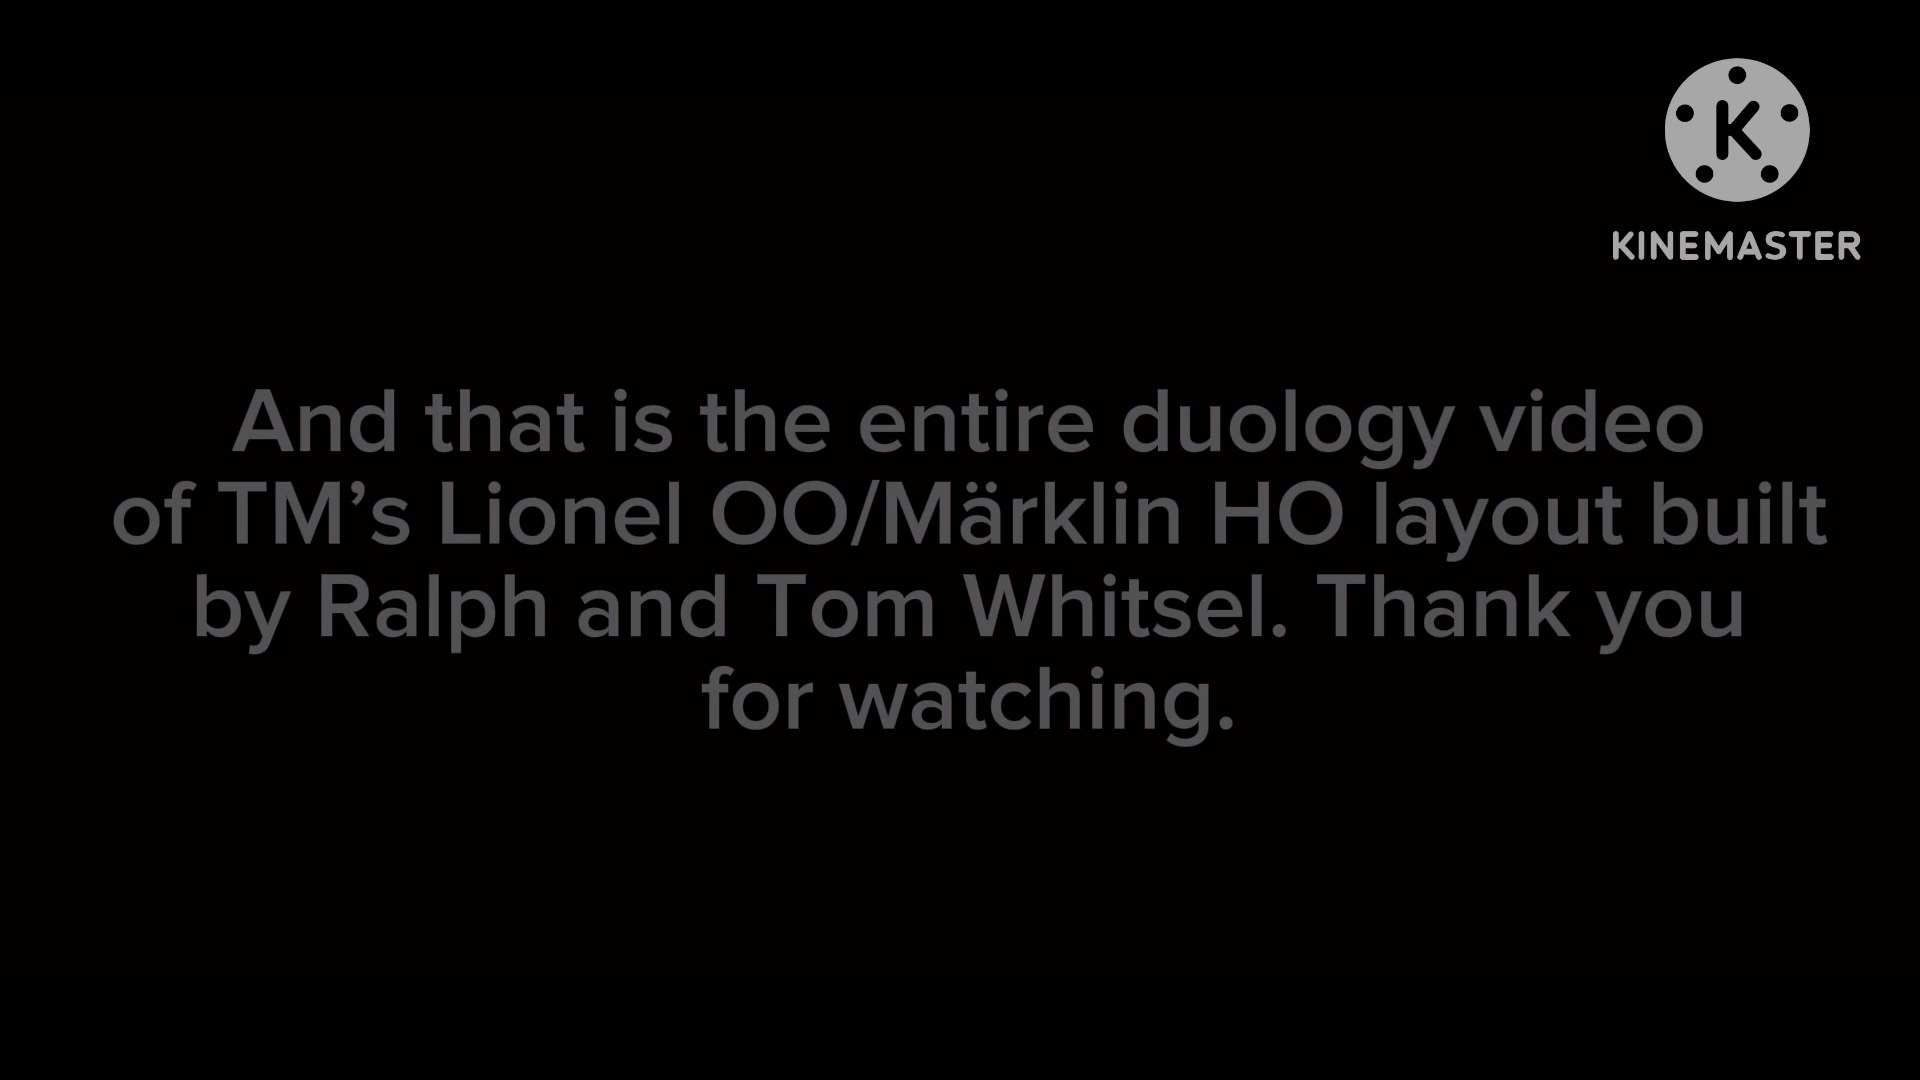 K
KINEMASTER
And that is the entire duology video
of TM’s Lionel OO/Märklin HO layout built
by Ralph and Tom Whitsel. Thank you
for watching.